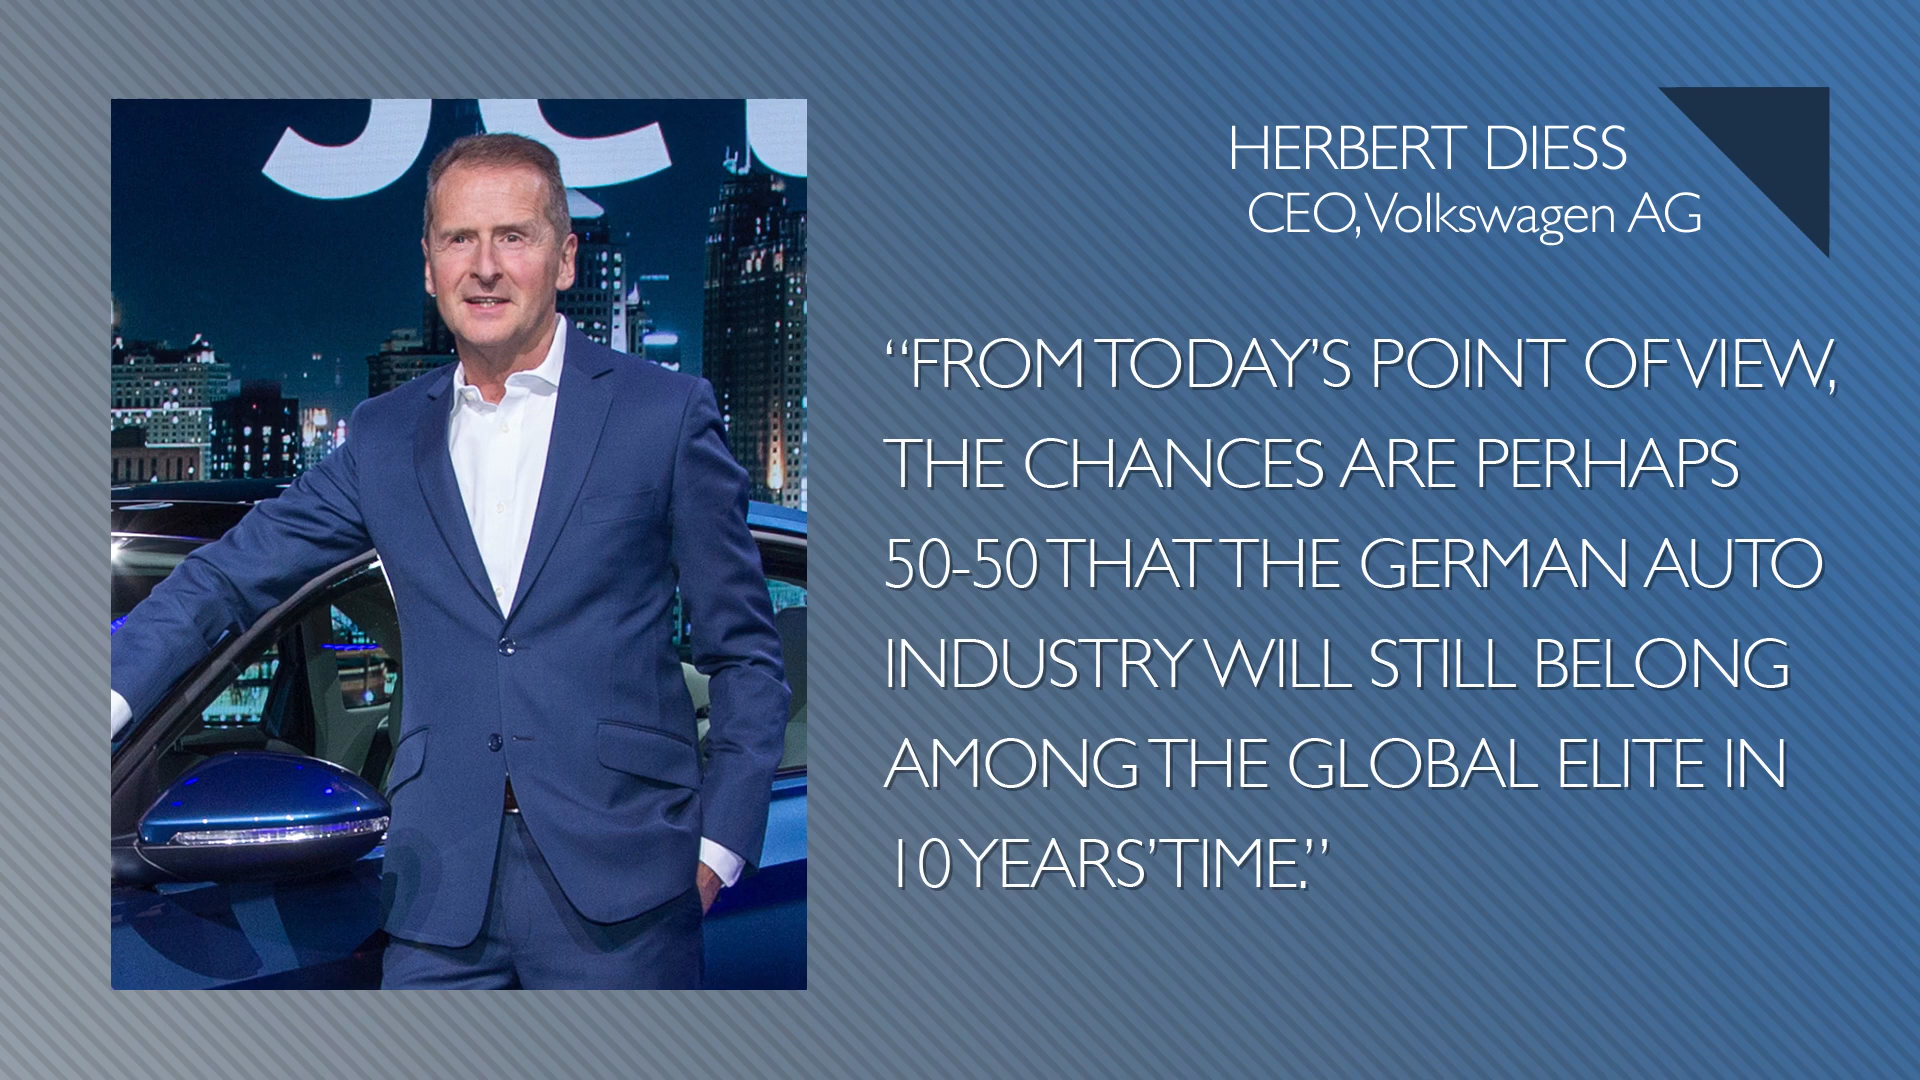 HERBERT DIESS
CEO, Volkswagen AG
“FROM TODAY’S POINT OF VIEW,
THE CHANCES ARE PERHAPS
50-50 THAT THE GERMAN AUTO
INDUSTRY WILL STILL BELONG
AMONG THE GLOBAL ELITE IN
10 YEARS’ TIME.”